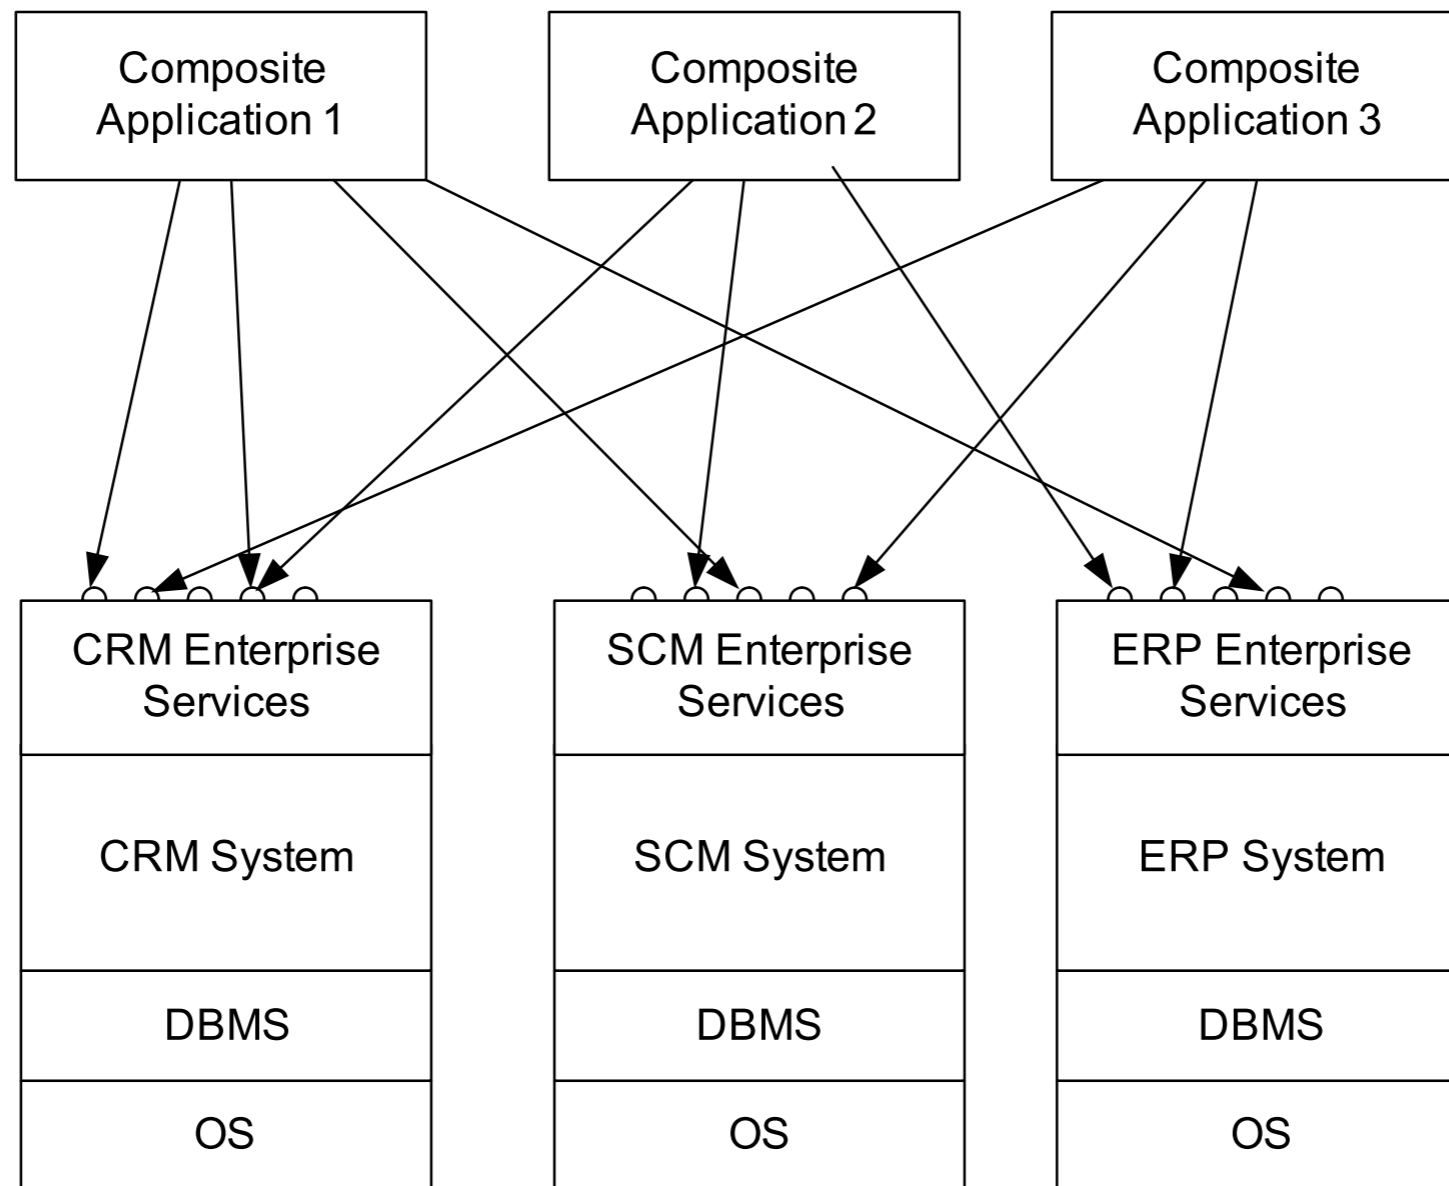 Composite
Application 1
Composite
Application 2
Composite
Application 3
CRM Enterprise
Services
SCM Enterprise
Services
ERP Enterprise
Services
CRM System
SCM System
ERP System
DBMS
DBMS
DBMS
OS
OS
OS